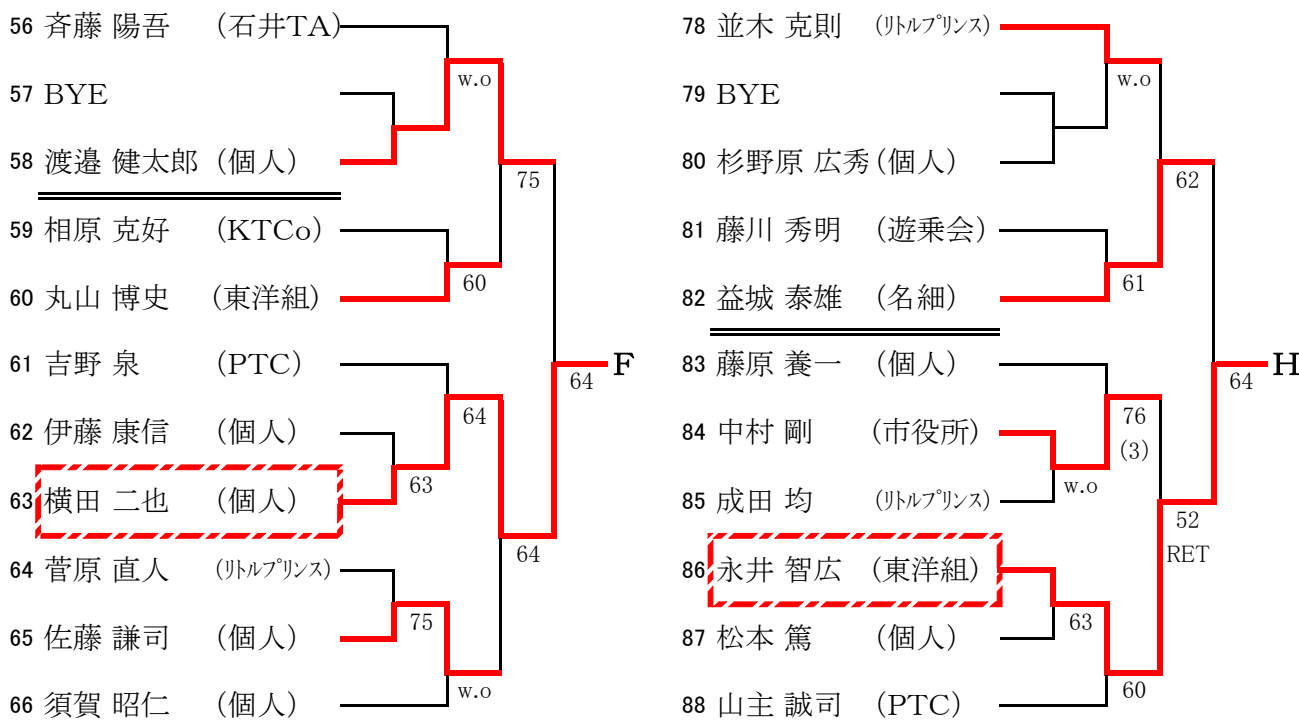 56 斉藤 陽吾 (石井TA)
w.o
57 BYE
58 渡邉 健太郎 (個人)
75
59 相原 克好 (KTCo)
60
60 丸山 博史 (東洋組)
61 吉野 泉 (PTC)
64 F
64
62 伊藤 康信 (個人)
63
63 横田 二也 (個人)
64
64 菅原 直人 (リトルプリンス)
75
65 佐藤 謙司 (個人)
w.o
66 須賀 昭仁 (個人)
78 並木 克則 (リトルプリンス)
w.o
79 BYE
80 杉野原 広秀 (個人)
62
81 藤川 秀明 (遊乗会)
61
82 益城 泰雄 (名細)
83 藤原 養一 (個人)
64 H
76
(3)
84 中村 剛 (市役所)
w.o
85 成田 均 (リトルプリンス)
52
RET
86 永井 智広 (東洋組)
63
87 松本 篤 (個人)
60
88 山主 誠司 (PTC)